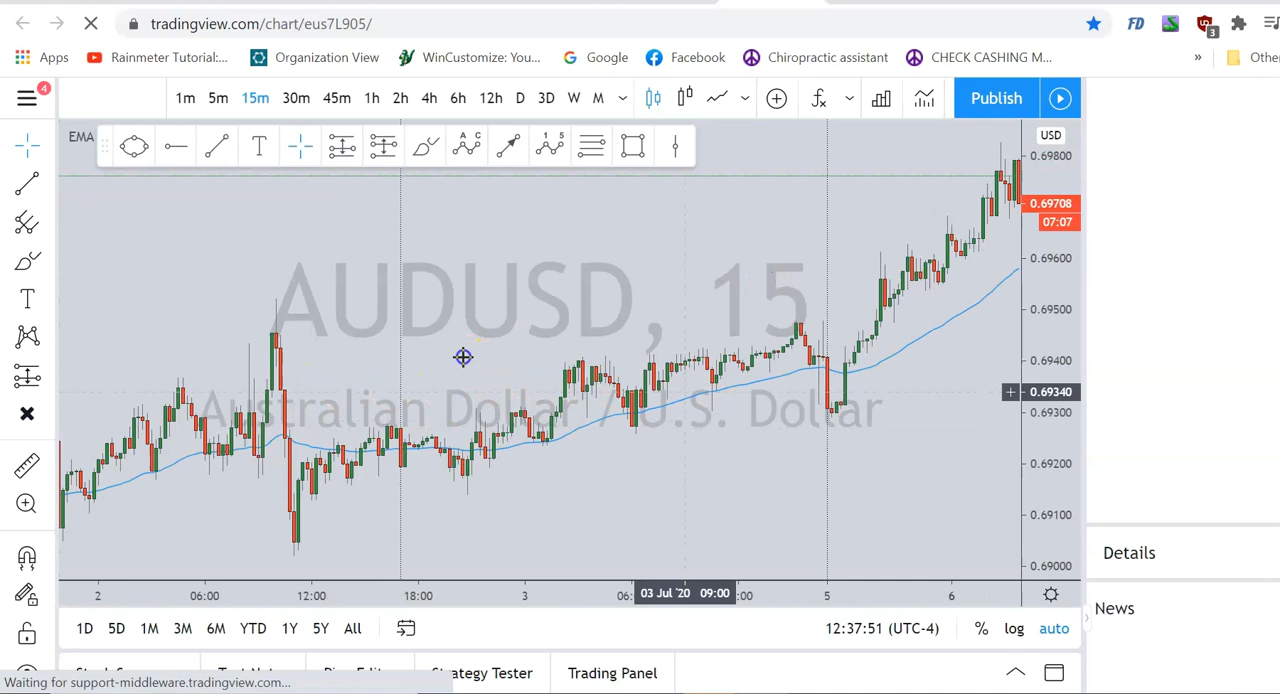 tradingview.com/chart/eus7L905/
FD
3
Apps Rainmeter Tutorial:... Organization View WinCustomize: You... Google Facebook Chiropractic assistant CHECK CASHING M... » Other
4
1m 5m 15m 30m 45m 1h 2h 4h 6h 12h D 3D W M Publish
EMA
USD
0.69800
0.69708
07:07
0.69600
0.69500
0.69400
0.69340
0.69300
0.69200
0.69100
0.69000
AUDUSD, 15
Australian Dollar / U.S. Dollar
2 06:00 12:00 18:00 3 06: 03 Jul '20 09:00 :00 5 6
1D 5D 1M 3M 6M YTD 1Y 5Y All 12:37:51 (UTC-4) % log auto
Strategy Tester Trading Panel
Waiting for support-middleware.tradingview.com...
Details
News